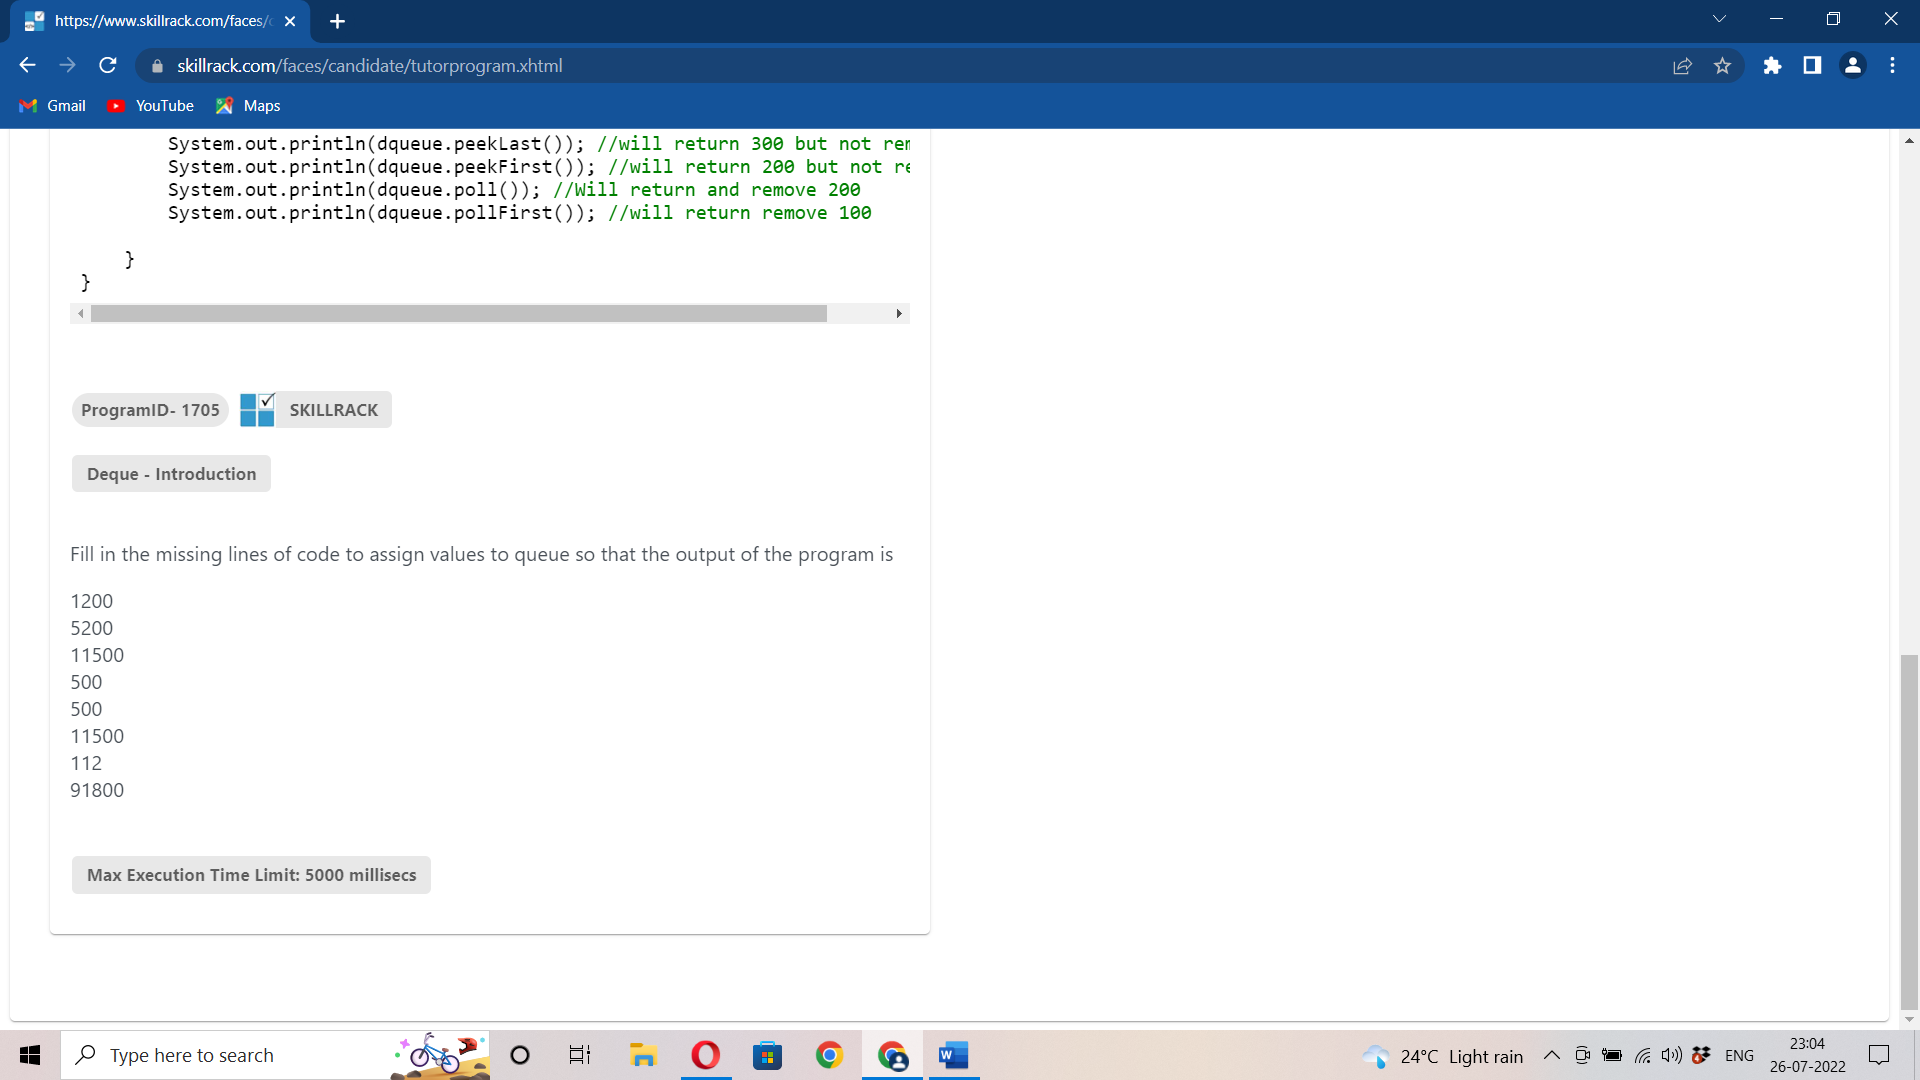 https://www.skillrack.com/faces/
skillrack.com/faces/candidate/tutorprogram.xhtml
Gmail YouTube Maps
System.out.println(dqueue.peekLast()); //will return 300 but not
System.out.println(dqueue.peekFirst()); //will return 200 but not
System.out.println(dqueue.poll()); //Will return and remove 200
System.out.println(dqueue.pollFirst()); //will return remove 100
}
}
ProgramID- 1705 SKILLRACK
Deque - Introduction
Fill in the missing lines of code to assign values to queue so that the output of the program is
1200
5200
11500
500
500
11500
112
91800
Max Execution Time Limit: 5000 millisecs
Type here to search
24°C Light rain
ENG
23:04
26-07-2022